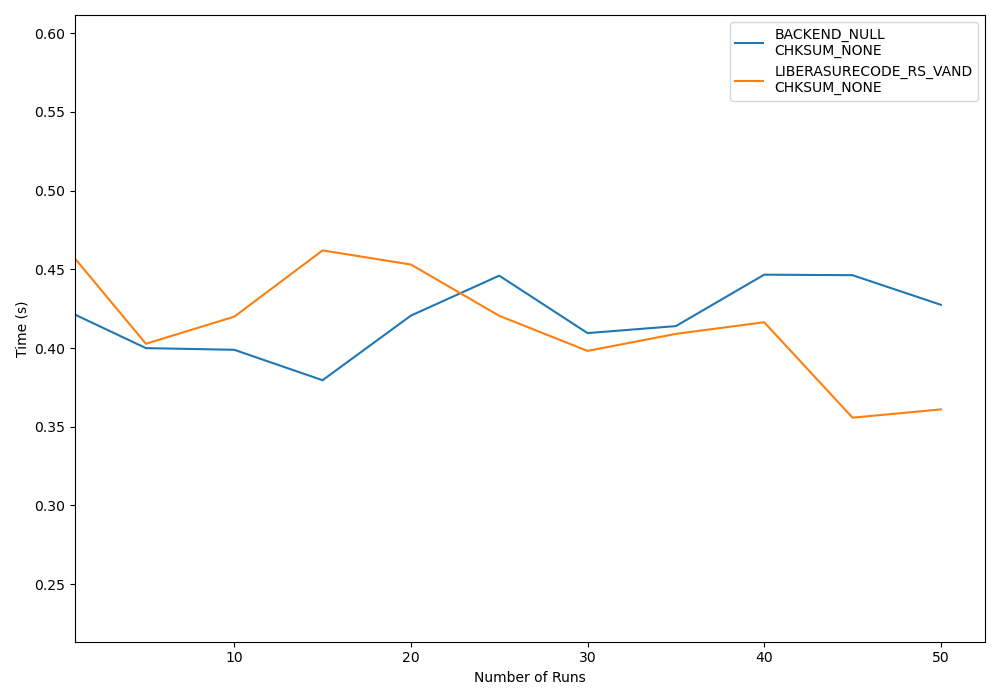 BACKEND_NULL
CHKSUM_NONE
LIBERASURECODE_RS_VAND
CHKSUM_NONE
0.60
0.55
0.50
0.45
0.40
0.35
0.30
0.25
Time (s)
10 20 30 40 50
Number of Runs